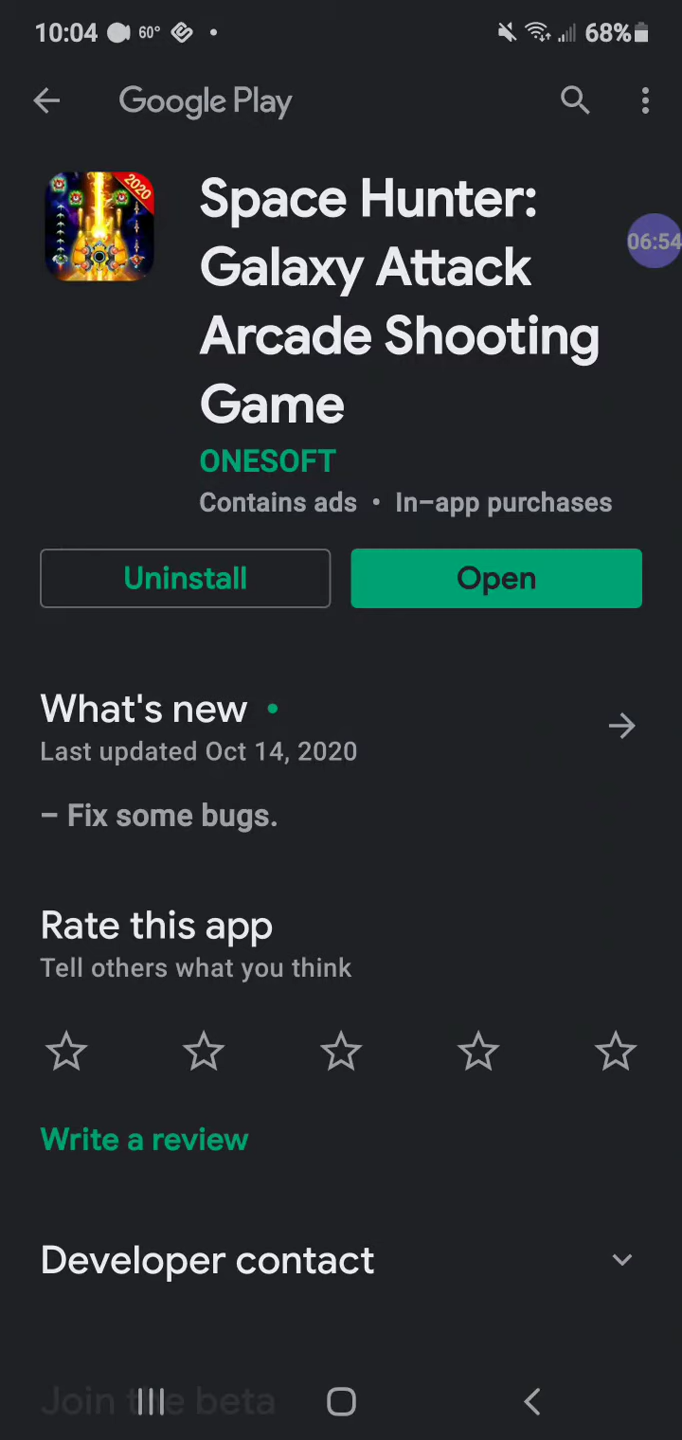 10:04 60° 68%
Google Play
2020
Space Hunter:
Galaxy Attack
Arcade Shooting
Game
06:54
ONESOFT
Contains ads • In-app purchases
Uninstall Open
What's new •
Last updated Oct 14, 2020
– Fix some bugs.
Rate this app
Tell others what you think
Write a review
Developer contact
Join the beta